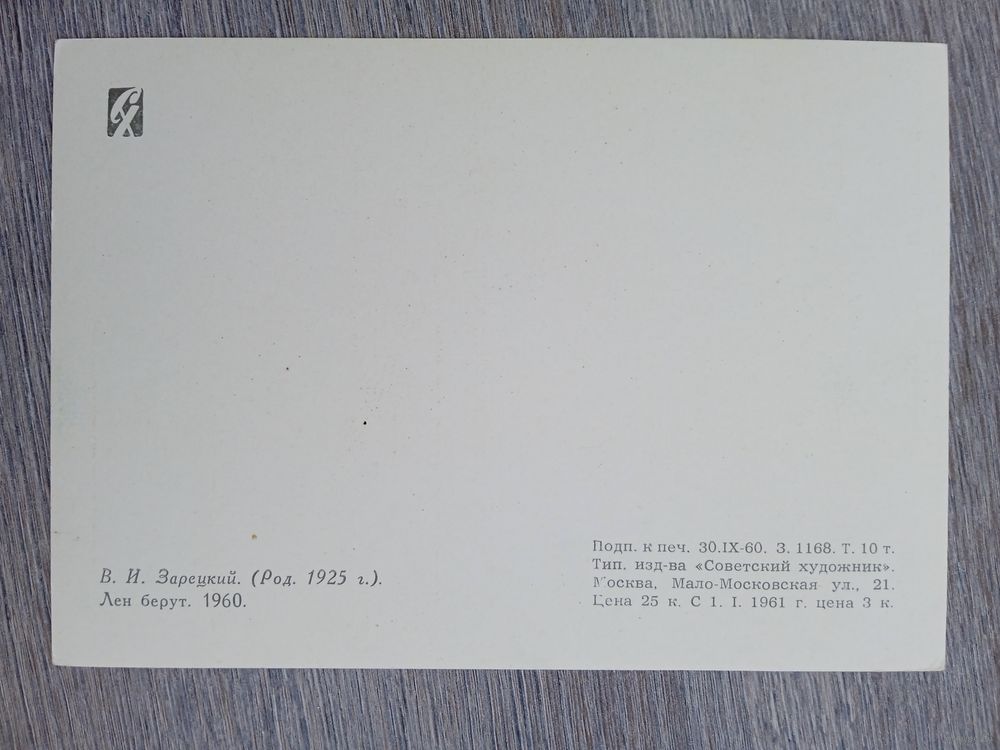 СХ
В. И. Зарецкий. (Род. 1925 г.).
Лен берут. 1960.
Подп. к печ. 30.IX-60. З. 1168. Т. 10 т.
Тип. изд-ва «Советский художник».
Москва, Мало-Московская ул., 21.
Цена 25 к. С 1. I. 1961 г. цена 3 к.